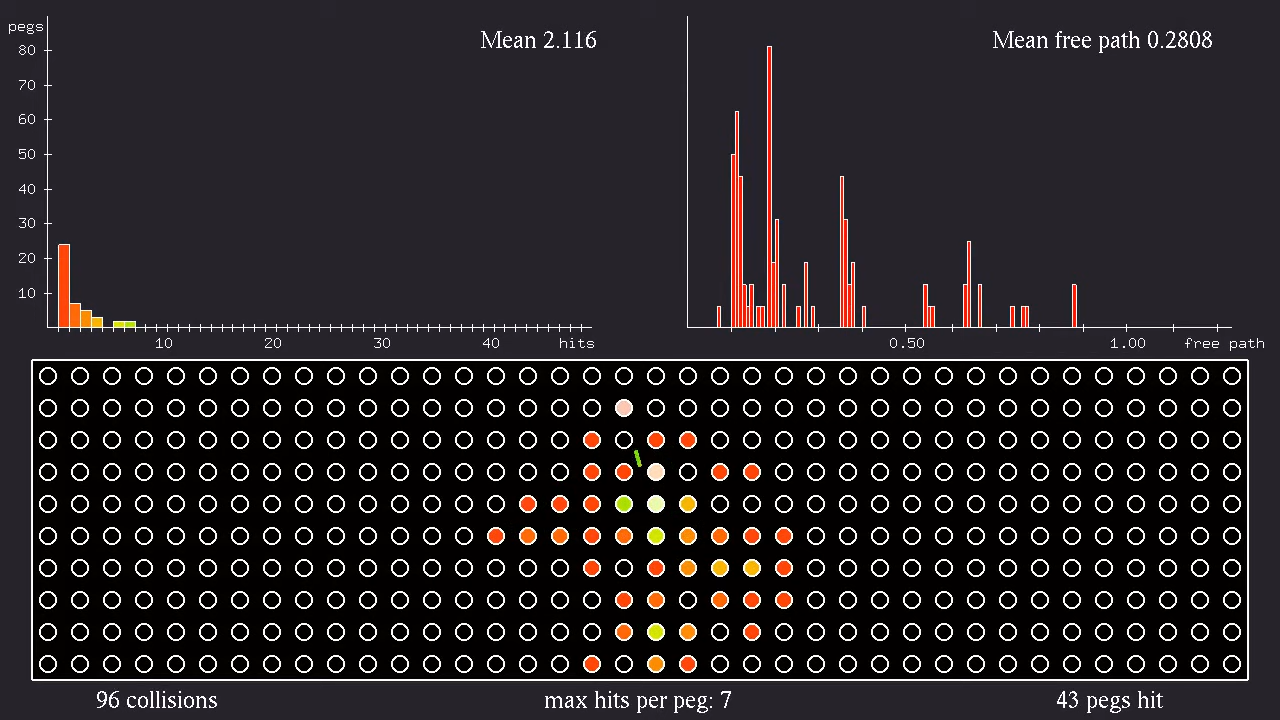 pegs
80
70
60
50
40
30
20
10
10 20 30 40 hits
Mean 2.116
Mean free path 0.2808
0.50 1.00 free path
96 collisions
max hits per peg: 7
43 pegs hit